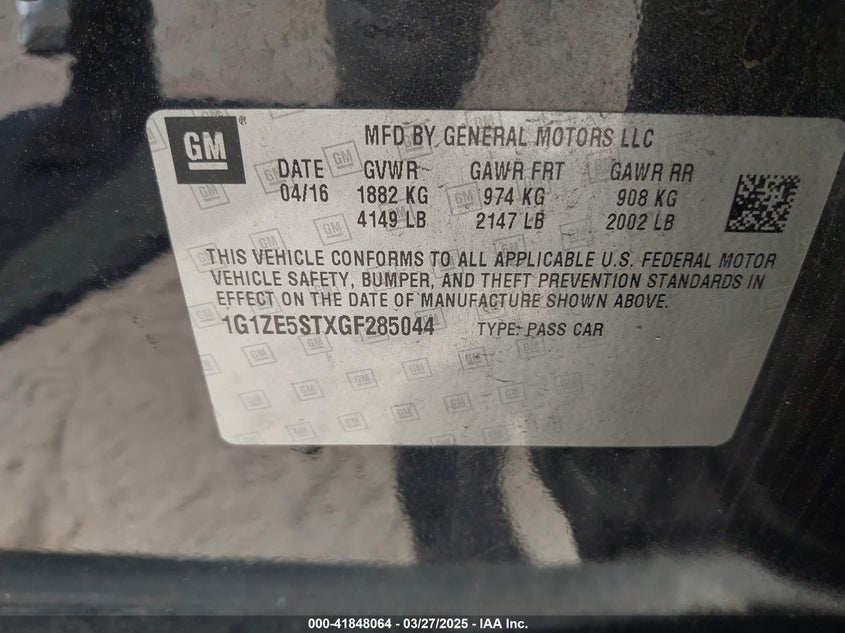 GM
MFD BY GENERAL MOTORS LLC
DATE GVWR GAWR FRT GAWR RR
04/16 1882 KG 974 KG 908 KG
4149 LB 2147 LB 2002 LB
THIS VEHICLE CONFORMS TO ALL APPLICABLE U.S. FEDERAL MOTOR
VEHICLE SAFETY, BUMPER, AND THEFT PREVENTION STANDARDS IN
EFFECT ON THE DATE OF MANUFACTURE SHOWN ABOVE.
1G1ZE5STXGF285044 TYPE: PASS CAR
000-41848064 - 03/27/2025 - IAA Inc.